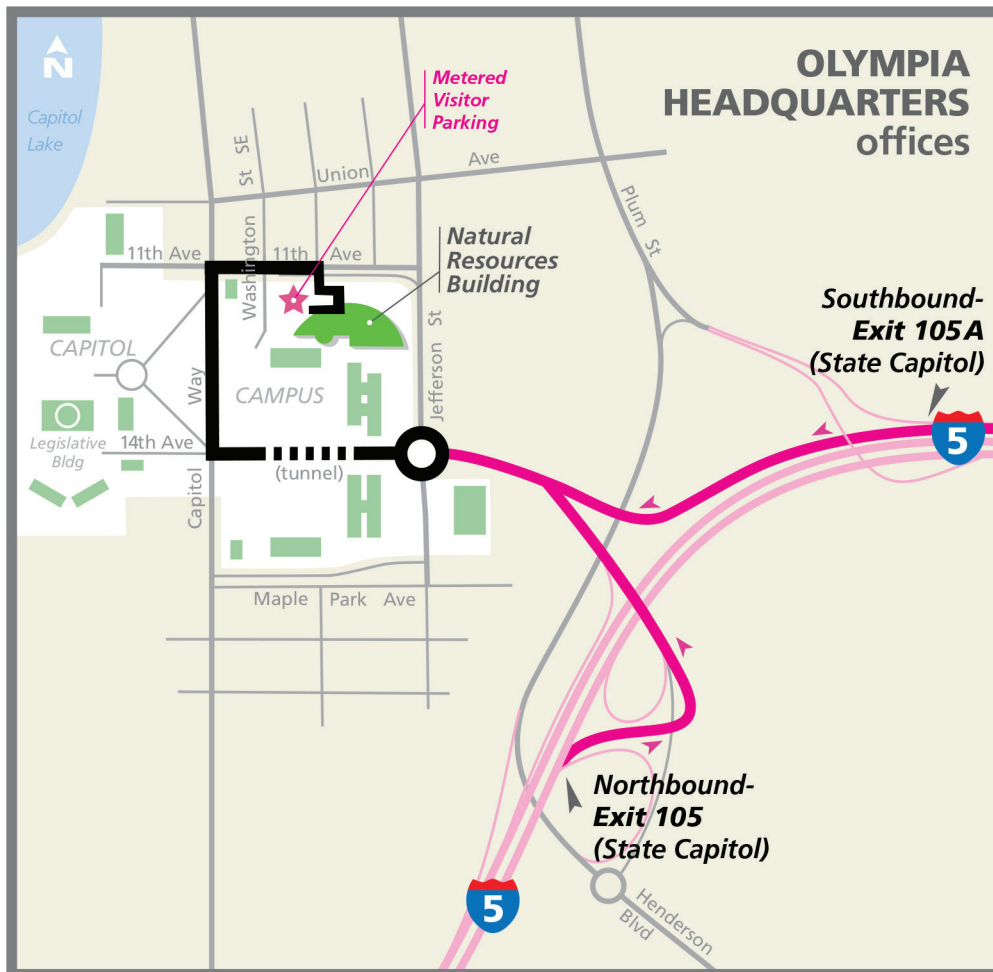 OLYMPIA
HEADQUARTERS
offices
N
Capitol
Lake
Metered
Visitor
Parking
St SE
Washington
Union
Ave
Plum St
11th Ave
11th Ave
Natural
Resources
Building
Southbound-
Exit 105A
(State Capitol)
5
CAPITOL
CAMPUS
Way
Capitol
Jefferson St
Legislative
Bldg
14th Ave
(tunnel)
Maple Park Ave
Northbound-
Exit 105
(State Capitol)
5
Henderson
Blvd